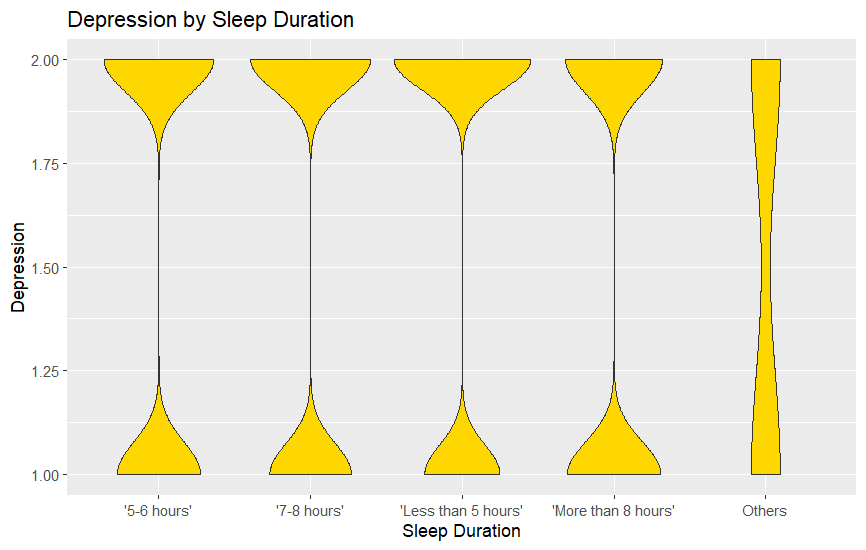 Depression by Sleep Duration
2.00
1.75
1.50
1.25
1.00
Depression
'5-6 hours' '7-8 hours' 'Less than 5 hours' 'More than 8 hours' Others
Sleep Duration